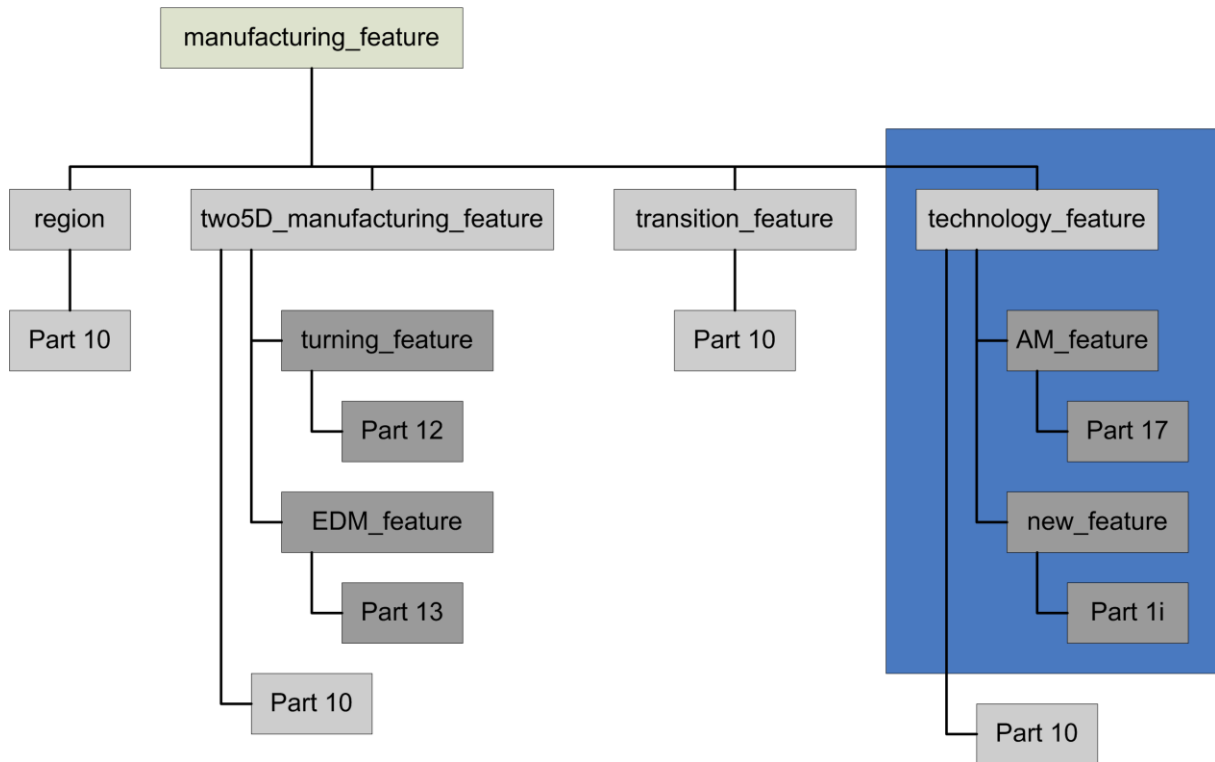 manufacturing_feature
region
two5D_manufacturing_feature
transition_feature
technology_feature
Part 10
turning_feature
Part 10
AM_feature
Part 12
Part 17
EDM_feature
new_feature
Part 13
Part 1i
Part 10
Part 10